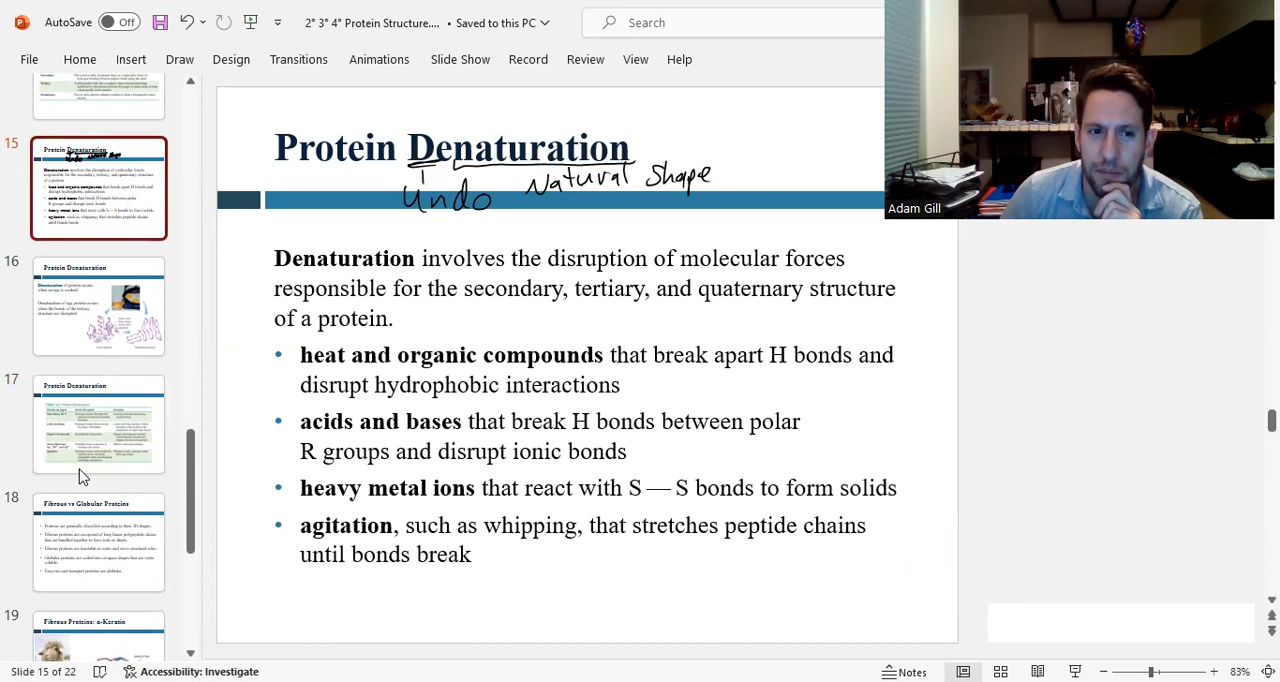 AutoSave Off 2° 3° 4° Protein Structure.... • Saved to this PC Search
File Home Insert Draw Design Slide Show Transitions Animations Record Review View Help
15
Protein Denaturation
16
Protein Denaturation
17
Protein Denaturation
18
Fibrous vs Globular Proteins
19
Fibrous Proteins: α-Keratin
Protein Denaturation
Undo Natural Shape
Denaturation involves the disruption of molecular forces
responsible for the secondary, tertiary, and quaternary structure
of a protein.
• heat and organic compounds that break apart H bonds and
disrupt hydrophobic interactions
• acids and bases that break H bonds between polar
R groups and disrupt ionic bonds
• heavy metal ions that react with S — S bonds to form solids
• agitation, such as whipping, that stretches peptide chains
until bonds break
Adam Gill
Slide 15 of 22 Accessibility: Investigate Notes 83%